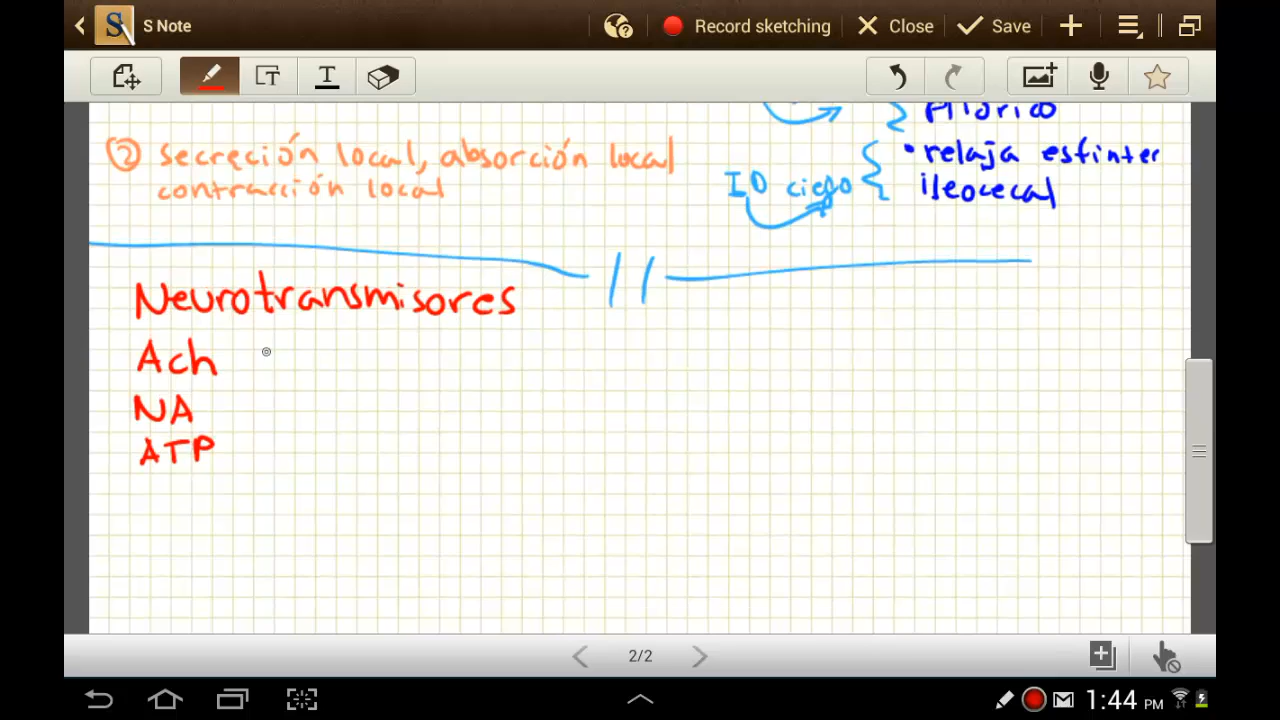 S Note
Record sketching
Close
Save
Pilórico
② secreción local, absorción local
contracción local
ID ciego
• relaja esfinter
ileocecal
Neurotransmisores
Ach
NA
ATP
2/2
1:44 PM